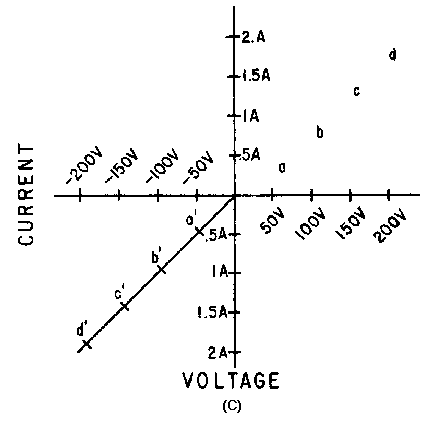 2.A
d
1.5A
c
1A
b
.5A
a
-200V
-150V
-100V
-50V
50V
100V
150V
200V
a'
.5A
b'
1A
c'
1.5A
d'
2A
CURRENT
VOLTAGE
(C)